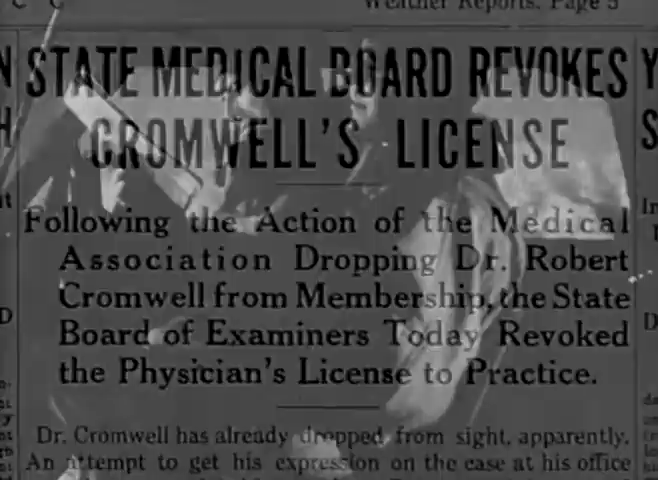 Weather Reports, Page 5
STATE MEDICAL BOARD REVOKES
CROMWELL'S LICENSE
Following the Action of the Medical
Association Dropping Dr. Robert
Cromwell from Membership, the State
Board of Examiners Today Revoked
the Physician's License to Practice.
Dr. Cromwell has already dropped from sight, apparently.
An attempt to get his expression on the case at his office